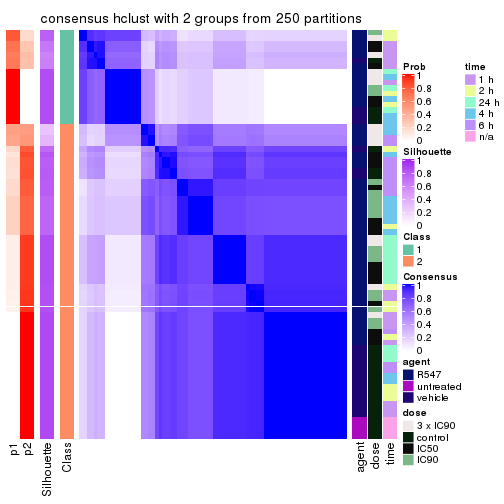 consensus hclust with 2 groups from 250 partitions
Prob
1
0.8
0.6
0.4
0.2
0
time
1 h
2 h
24 h
4 h
6 h
n/a
Silhouette
1
0.8
0.6
0.4
0.2
0
Class
1
2
Consensus
1
0.8
0.6
0.4
0.2
0
agent
R547
untreated
vehicle
dose
3 x IC90
control
IC50
IC90
p1
p2
Silhouette
Class
agent
dose
time